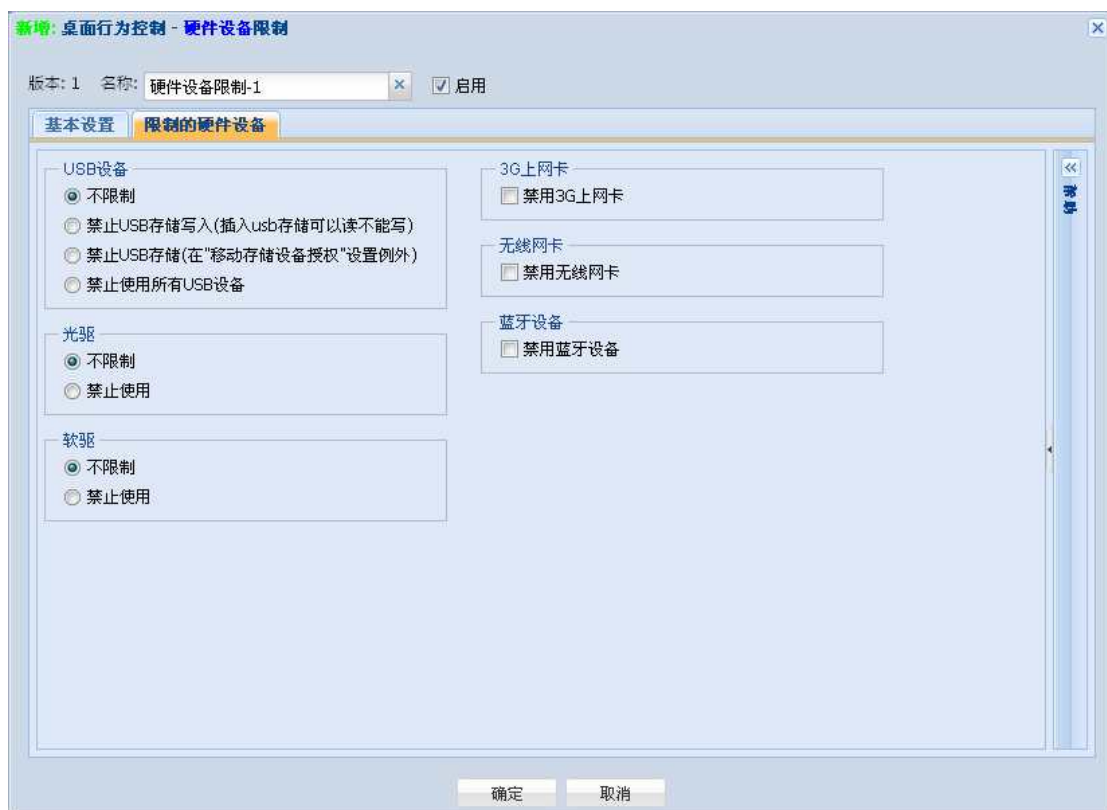 新增: 桌面行为控制 - 硬件设备限制
版本: 1 名称: 硬件设备限制-1 启用
基本设置 限制的硬件设备
USB设备
不限制
禁止USB存储写入(插入usb存储可以读不能写)
禁止USB存储(在"移动存储设备授权"设置例外)
禁止使用所有USB设备
光驱
不限制
禁止使用
软驱
不限制
禁止使用
3G上网卡
禁用3G上网卡
无线网卡
禁用无线网卡
蓝牙设备
禁用蓝牙设备
帮助
确定 取消